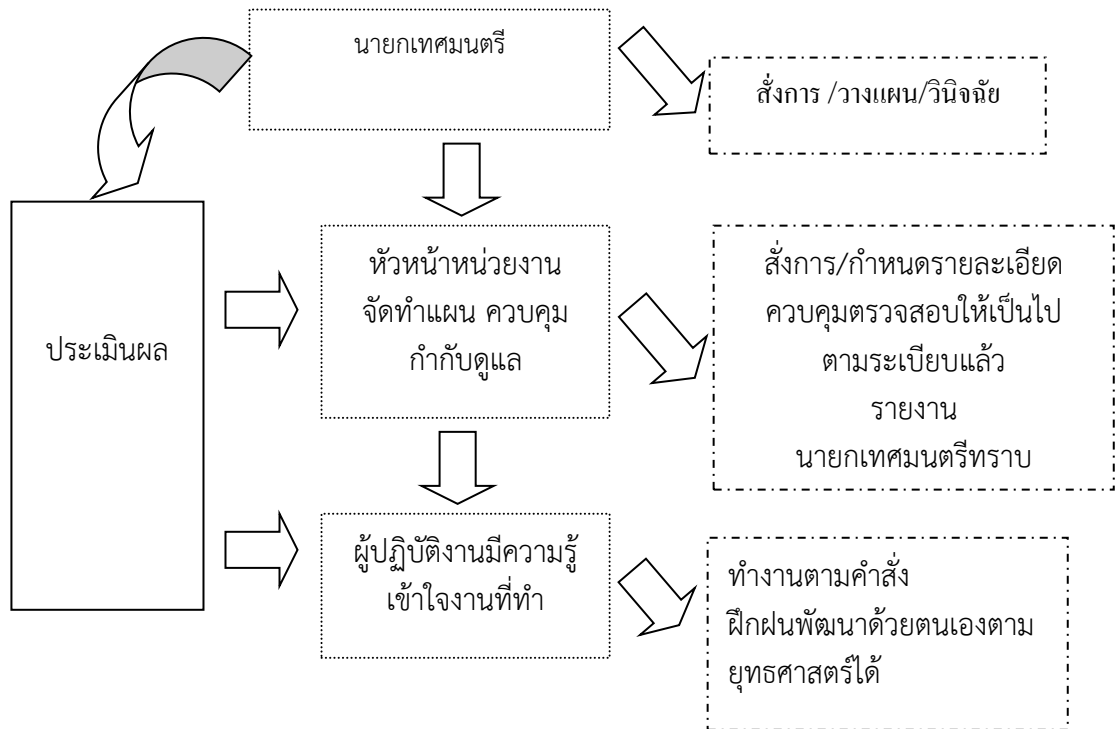 นายกเทศมนตรี
สั่งการ /วางแผน/วินิจฉัย
ประเมินผล
หัวหน้าหน่วยงาน
จัดทำแผน ควบคุม
กำกับดูแล
สั่งการ/กำหนดรายละเอียด
ควบคุมตรวจสอบให้เป็นไป
ตามระเบียบแล้ว
รายงาน
นายกเทศมนตรีทราบ
ผู้ปฏิบัติงานมีความรู้
เข้าใจงานที่ทำ
ทำงานตามคำสั่ง
ฝึกฝนพัฒนาด้วยตนเองตาม
ยุทธศาสตร์ได้